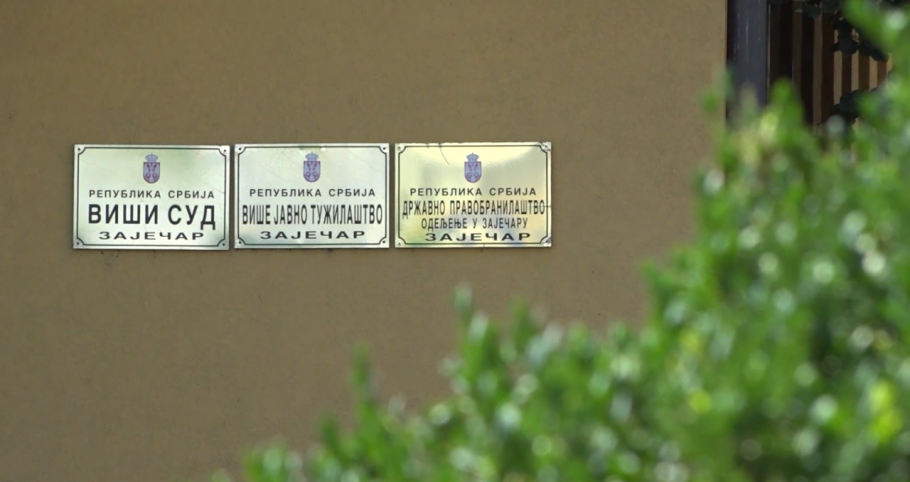 РЕПУБЛИКА СРБИЈА
ВИШИ СУД
ЗАЈЕЧАР
РЕПУБЛИКА СРБИЈА
ВИШЕ ЈАВНО ТУЖИЛАШТВО
ЗАЈЕЧАР
РЕПУБЛИКА СРБИЈА
ДРЖАВНО ПРАВОБРАНИЛАШТВО
ОДЕЉЕЊЕ У ЗАЈЕЧАРУ
ЗАЈЕЧАР